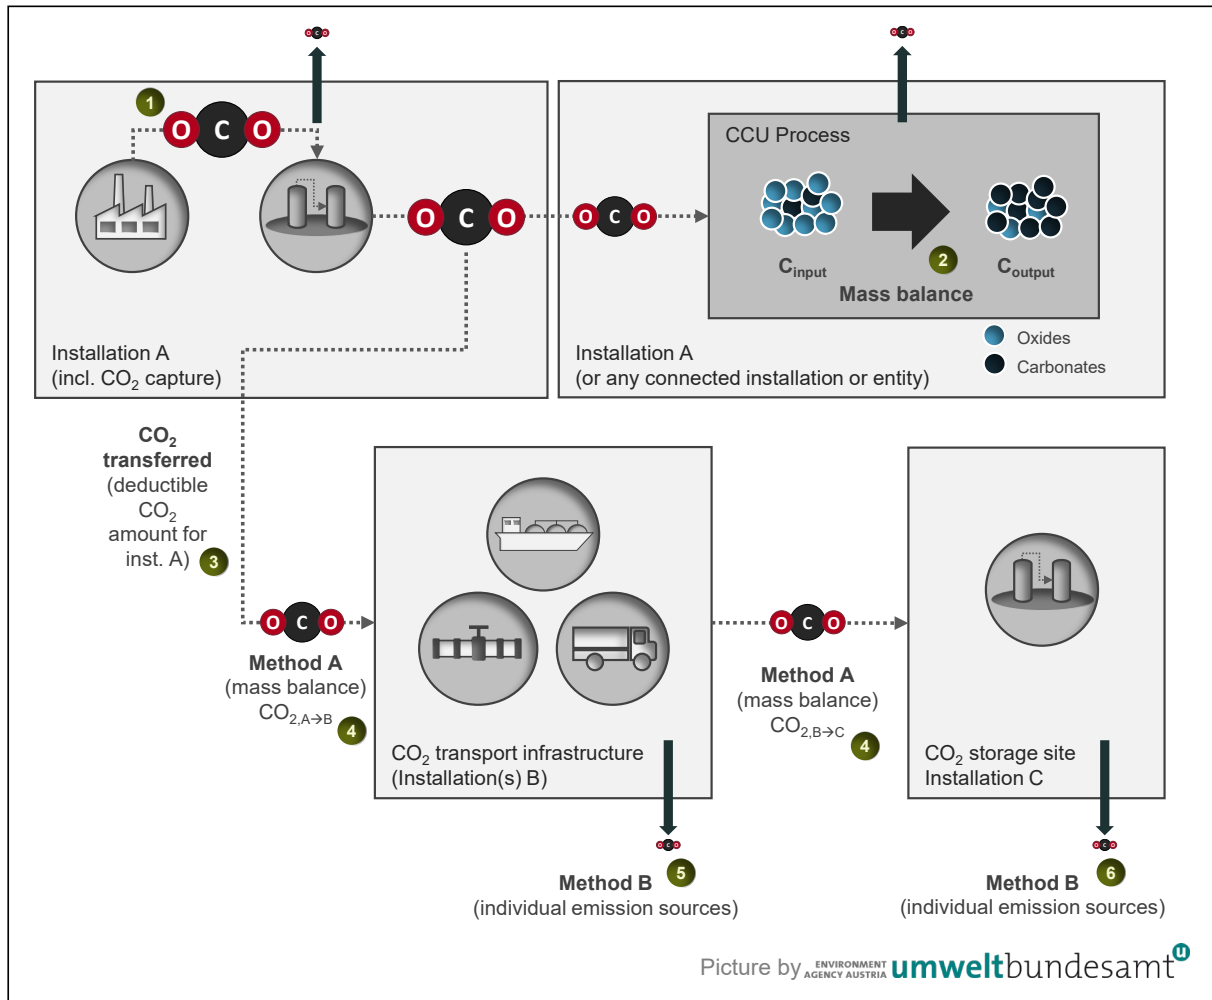 O C O
O C O
1
O C O
CCU Process
O C O
O C O
2
C_input
C_output
Mass balance
Oxides
Carbonates
Installation A
(incl. CO₂ capture)
Installation A
(or any connected installation or entity)
CO₂
transferred
(deductible
CO₂
amount for
inst. A)
3
O C O
Method A
(mass balance)
CO₂,A→B
4
O C O
Method A
(mass balance)
CO₂,B→C
4
CO₂ transport infrastructure
(Installation(s) B)
CO₂ storage site
Installation C
O C O
5
Method B
(individual emission sources)
O C O
6
Method B
(individual emission sources)
Picture by ENVIRONMENT AGENCY AUSTRIA umweltbundesamt u